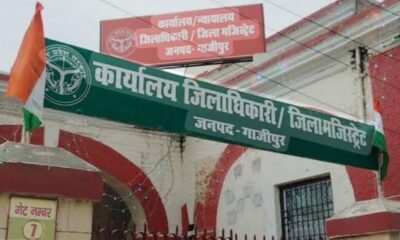 कार्यालय/न्यायालय
जिलाधिकारी / जिला मजिस्ट्रेट
जनपद-गाजीपुर
कार्यालय जिलाधिकारी/जिलामजिस्ट्रेट
जनपद-गाजीपुर
गेट नम्बर
7